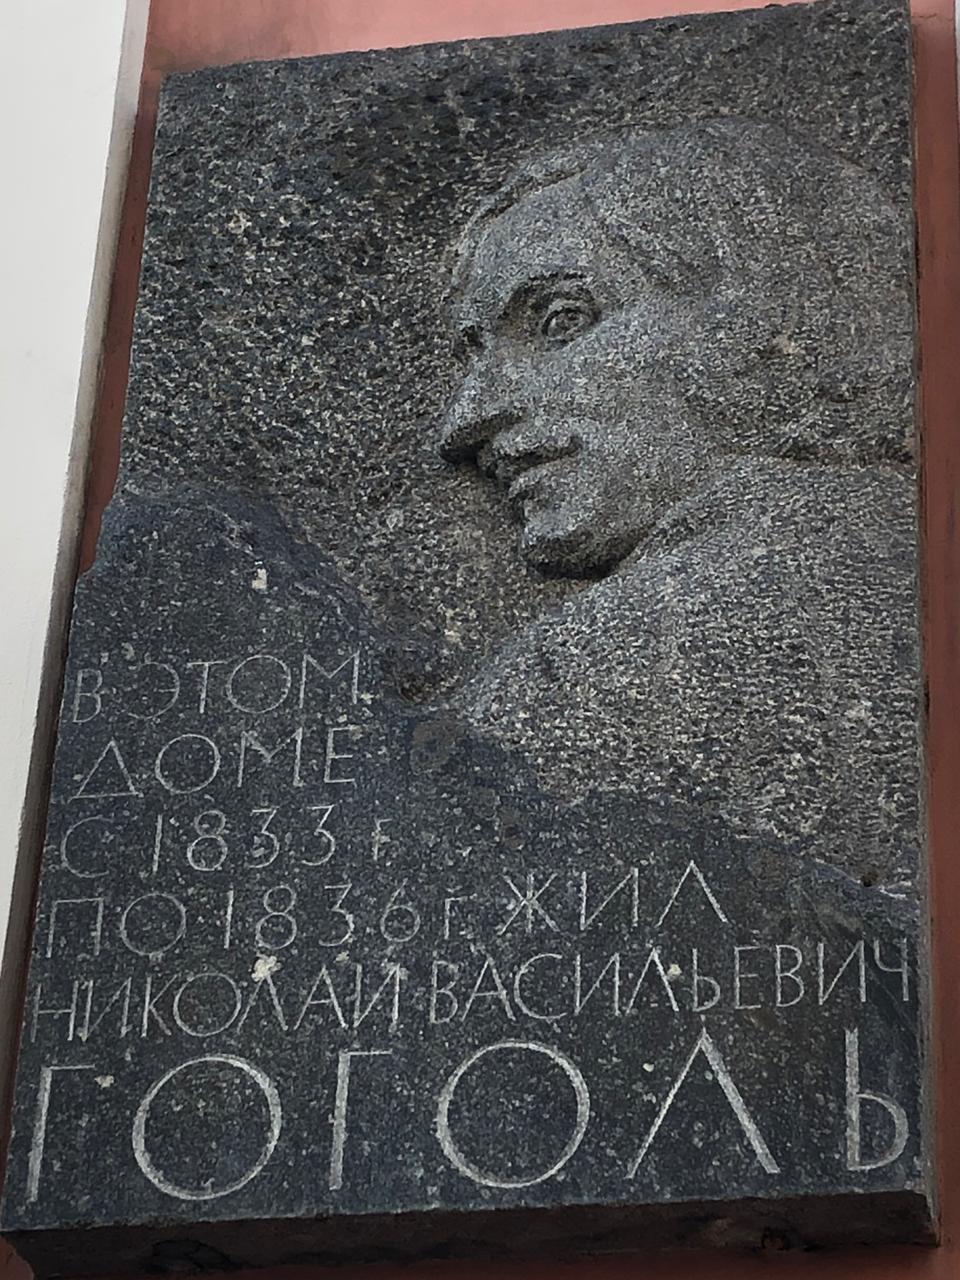 В ЭТОМ
ДОМЕ
С 1833 г.
ПО 1836 г. ЖИЛ
НИКОЛАЙ ВАСИЛЬЕВИЧ
ГОГОЛЬ